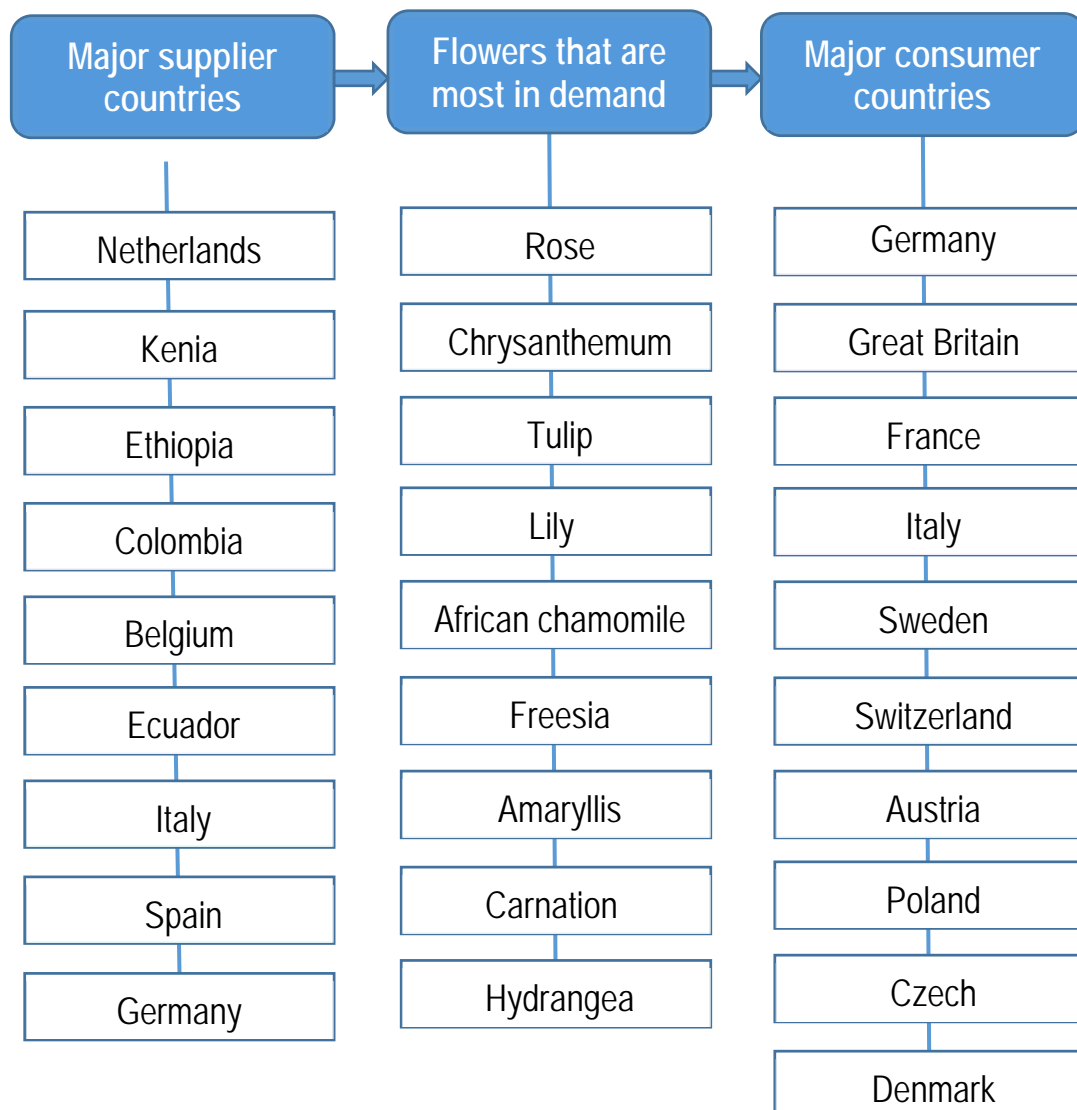 Major supplier
countries
Flowers that are
most in demand
Major consumer
countries
Netherlands
Kenia
Ethiopia
Colombia
Belgium
Ecuador
Italy
Spain
Germany
Rose
Chrysanthemum
Tulip
Lily
African chamomile
Freesia
Amaryllis
Carnation
Hydrangea
Germany
Great Britain
France
Italy
Sweden
Switzerland
Austria
Poland
Czech
Denmark